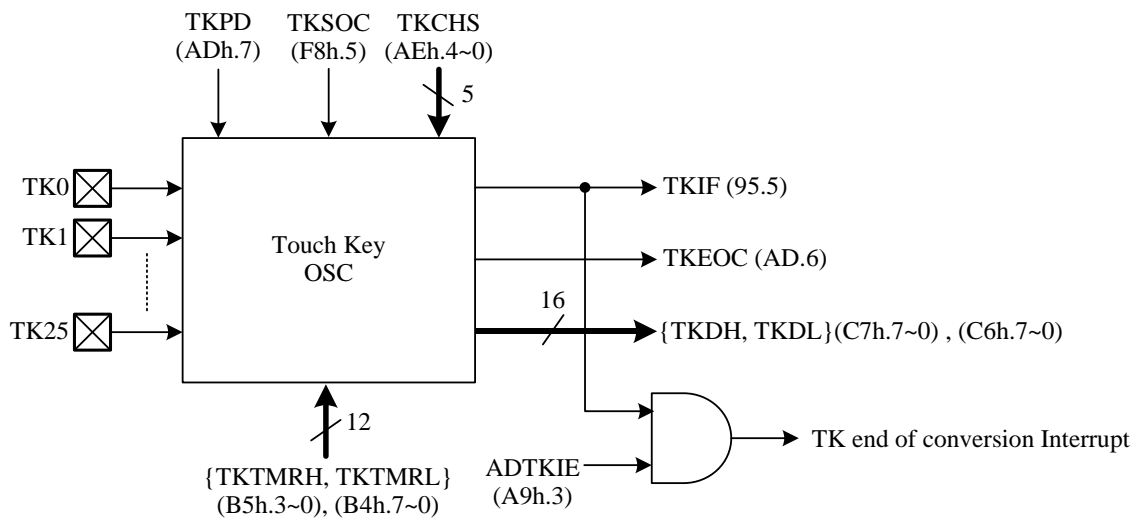 TKPD
(ADh.7)
TKSOC
(F8h.5)
TKCHS
(AEh.4~0)
5
TK0
TK1
TK25
Touch Key
OSC
TKIF (95.5)
TKEOC (AD.6)
16
{TKDH, TKDL}(C7h.7~0) , (C6h.7~0)
12
{TKTMRH, TKTMRL}
(B5h.3~0), (B4h.7~0)
ADTKIE
(A9h.3)
TK end of conversion Interrupt